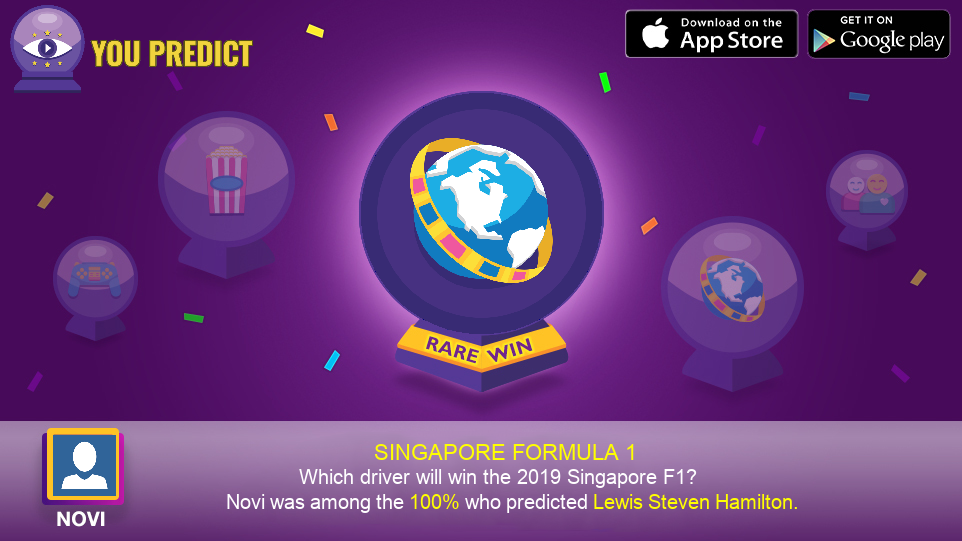 YOU PREDICT
Download on the
App Store
GET IT ON
Google play
RARE WIN
NOVI
SINGAPORE FORMULA 1
Which driver will win the 2019 Singapore F1?
Novi was among the 100% who predicted Lewis Steven Hamilton.